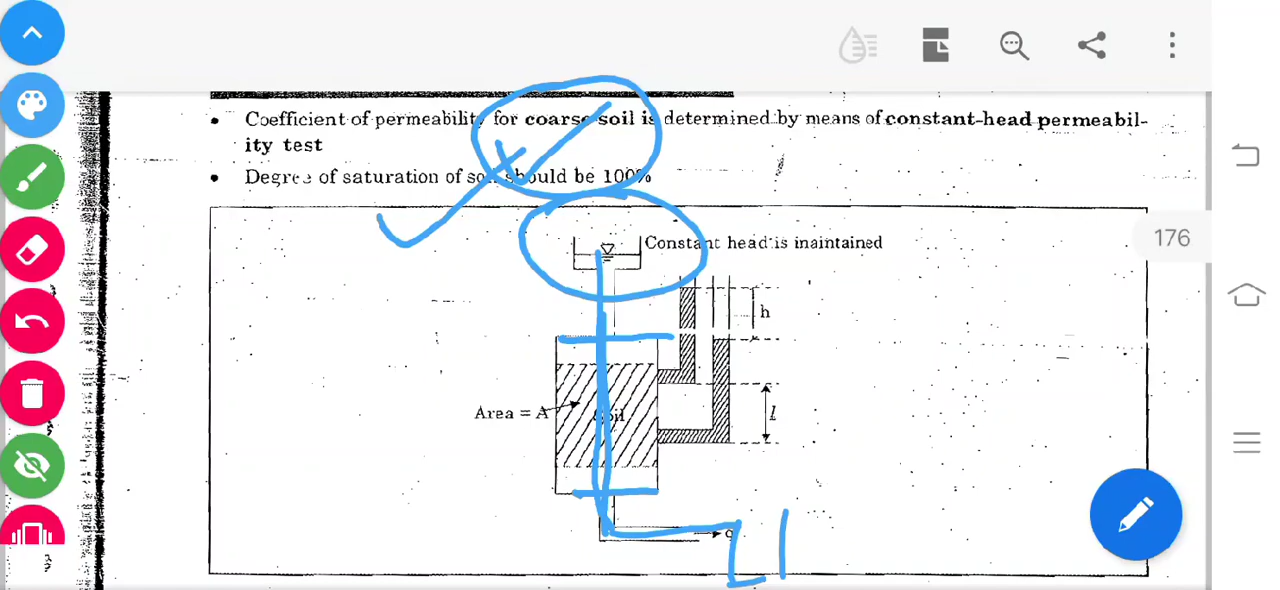 Coefficient of permeability for coarse soil is determined by means of constant-head permeabil-
ity test
Degree of saturation of soil should be 100%
176
Constant head is maintained
h
Area = A
Soil
l
q